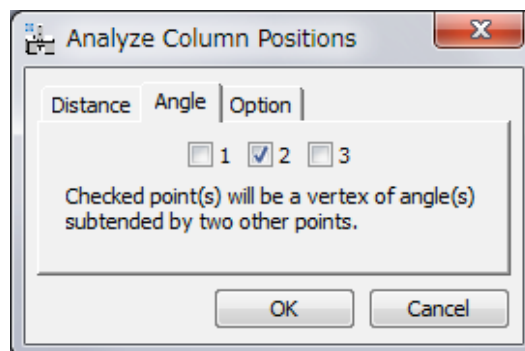 Analyze Column Positions
Distance Angle Option
1 2 3
Checked point(s) will be a vertex of angle(s)
subtended by two other points.
OK Cancel